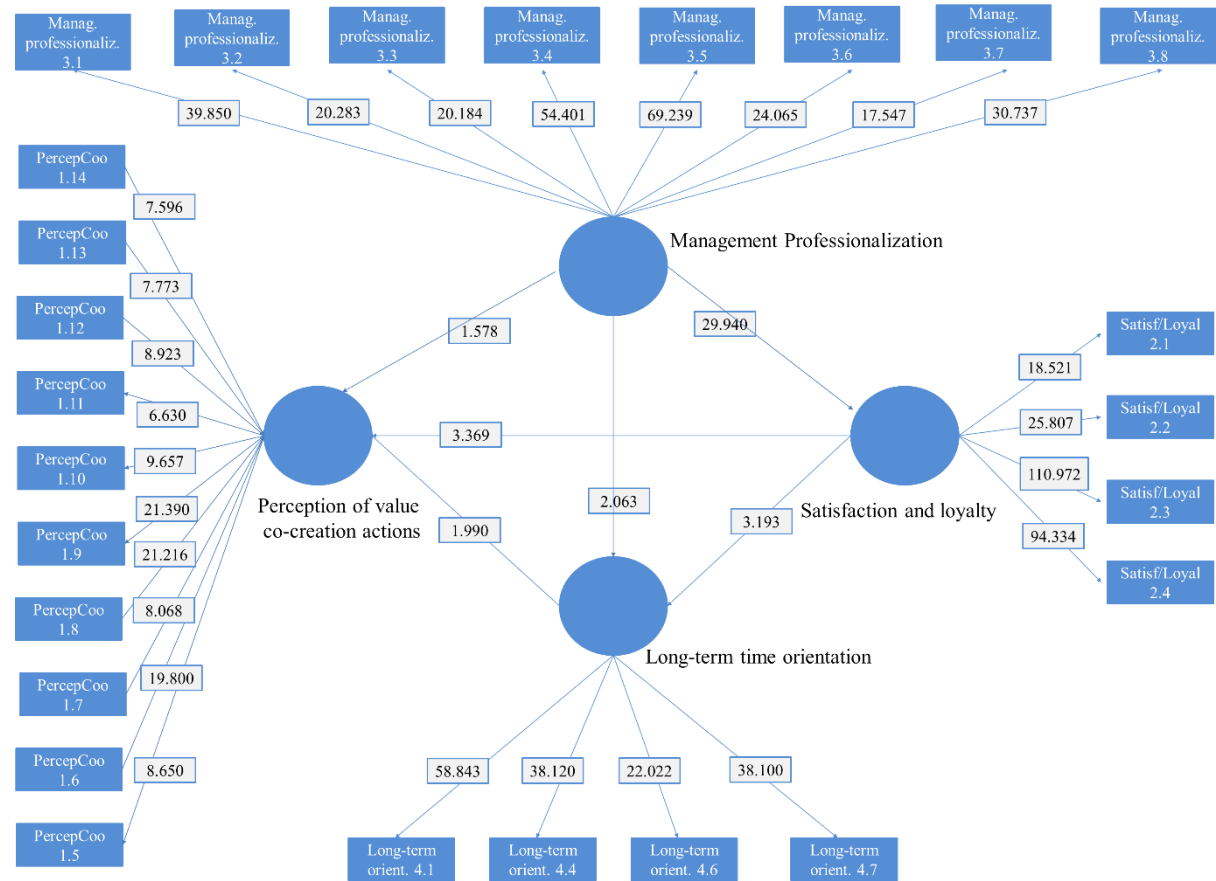 Manag.
professionaliz.
3.1
Manag.
professionaliz.
3.2
Manag.
professionaliz.
3.3
Manag.
professionaliz.
3.4
Manag.
professionaliz.
3.5
Manag.
professionaliz.
3.6
Manag.
professionaliz.
3.7
Manag.
professionaliz.
3.8
39.850
20.283
20.184
54.401
69.239
24.065
17.547
30.737
PercepCoo
1.14
PercepCoo
1.13
PercepCoo
1.12
PercepCoo
1.11
PercepCoo
1.10
PercepCoo
1.9
PercepCoo
1.8
PercepCoo
1.7
PercepCoo
1.6
PercepCoo
1.5
7.596
7.773
8.923
6.630
9.657
21.390
21.216
8.068
19.800
8.650
Management Professionalization
1.578
29.940
3.369
2.063
1.990
3.193
Perception of value
co-creation actions
Satisfaction and loyalty
Long-term time orientation
18.521
25.807
110.972
94.334
Satisf/Loyal
2.1
Satisf/Loyal
2.2
Satisf/Loyal
2.3
Satisf/Loyal
2.4
58.843
38.120
22.022
38.100
Long-term
orient. 4.1
Long-term
orient. 4.4
Long-term
orient. 4.6
Long-term
orient. 4.7